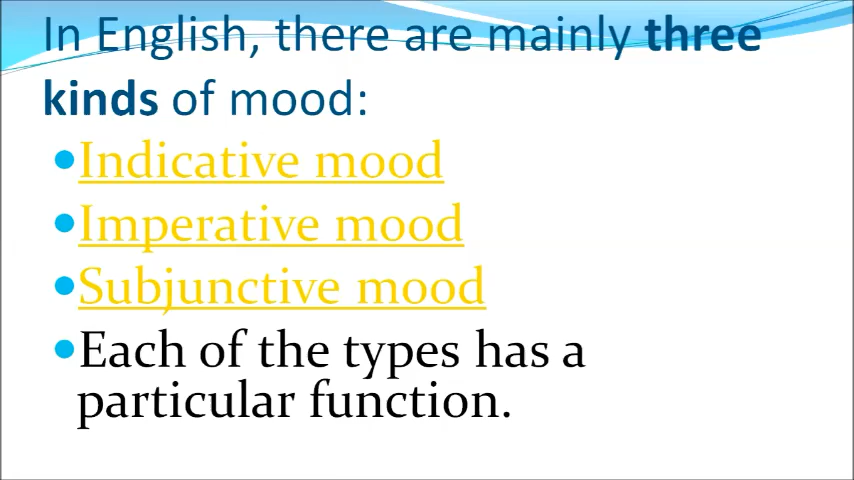 In English, there are mainly three
kinds of mood:
•Indicative mood
•Imperative mood
•Subjunctive mood
•Each of the types has a
particular function.